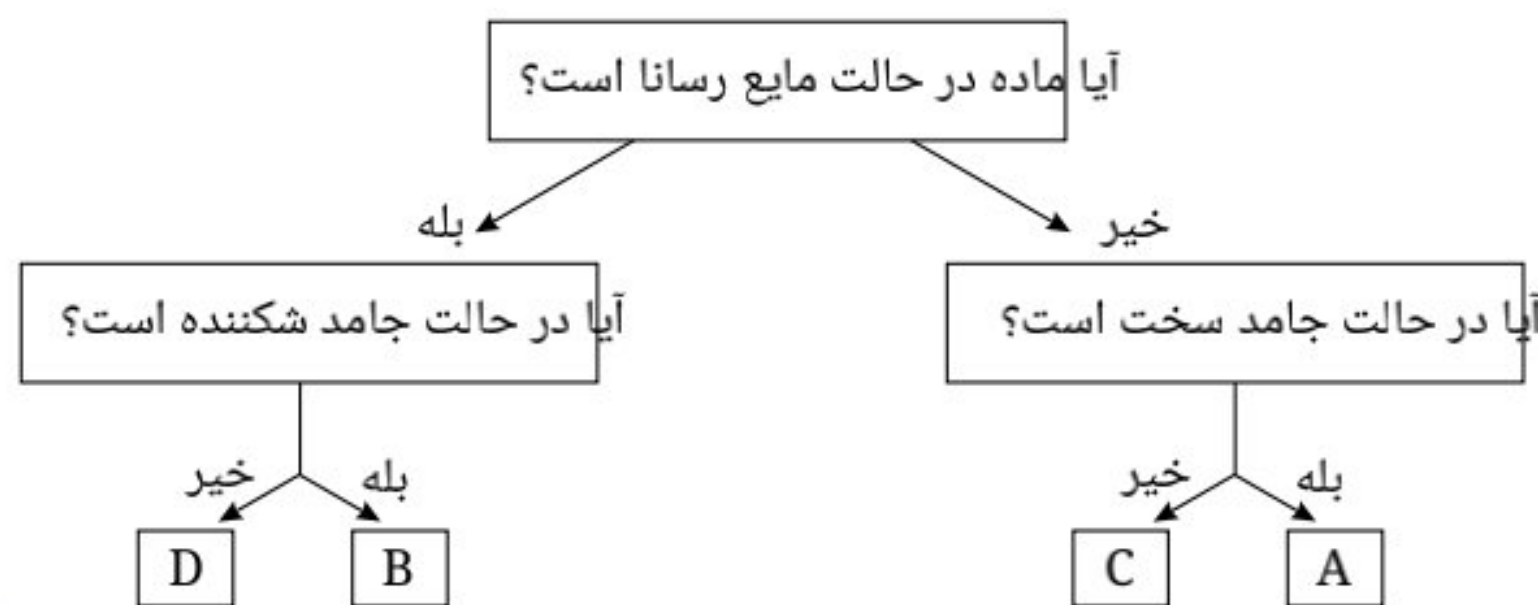 آیا ماده در حالت مایع رسانا است؟
خیر
بله
آیا در حالت جامد سخت است؟
آیا در حالت جامد شکننده است؟
بله
خیر
بله
خیر
A
C
B
D